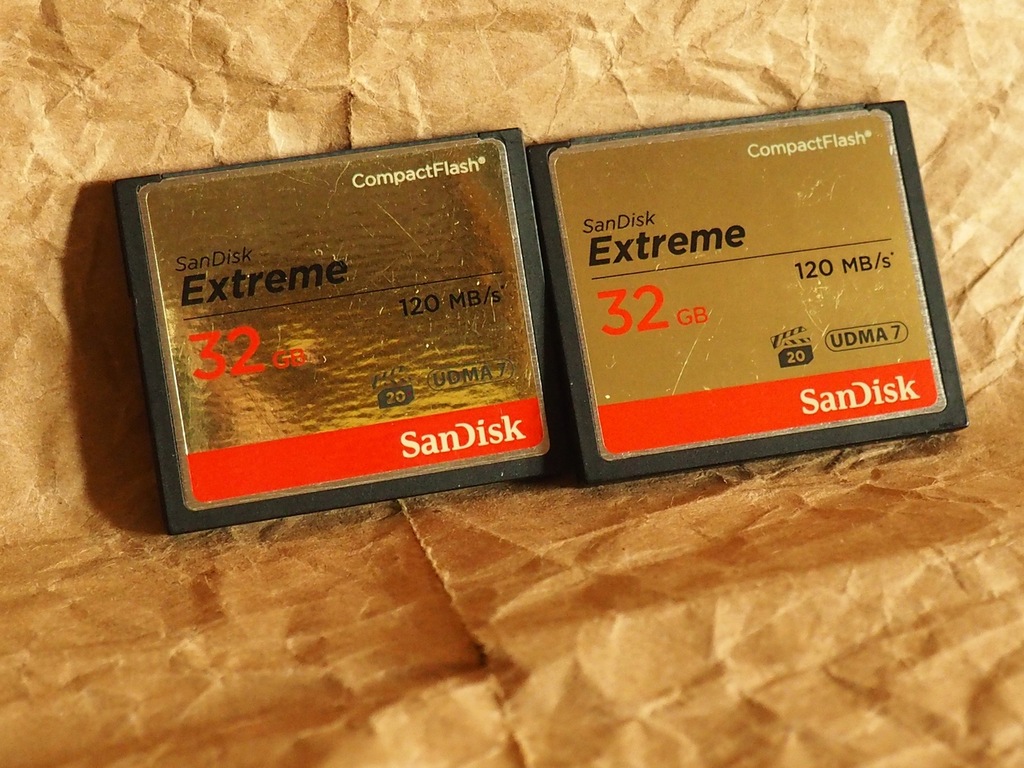 CompactFlash®
SanDisk
Extreme
120 MB/s*
32 GB
20 UDMA 7
SanDisk
CompactFlash®
SanDisk
Extreme
120 MB/s*
32 GB
20 UDMA 7
SanDisk